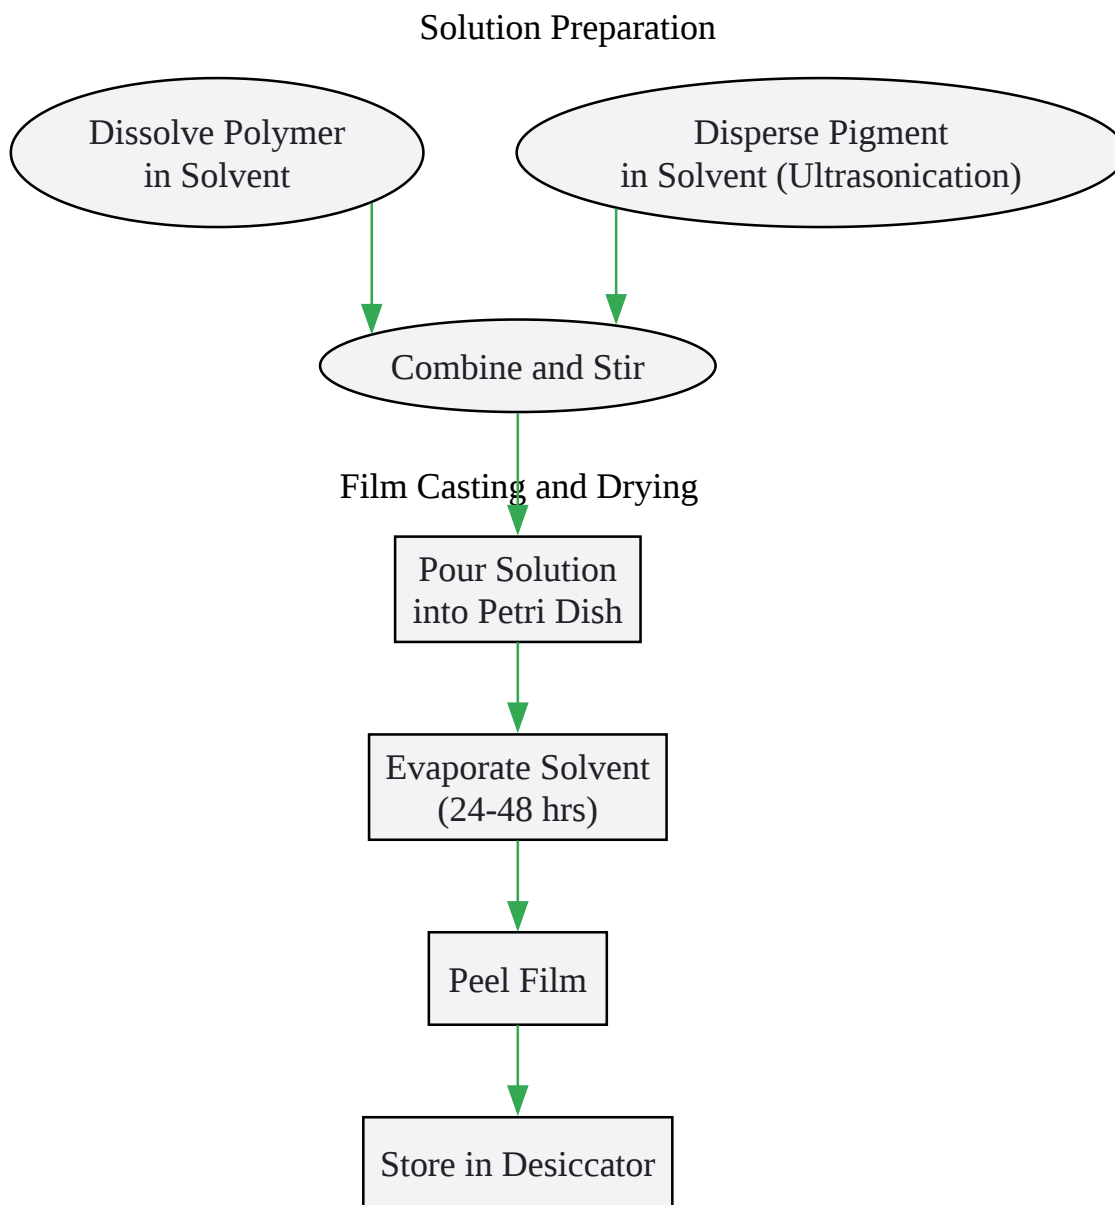 Solution Preparation
Dissolve Polymer
in Solvent
Disperse Pigment
in Solvent (Ultrasonication)
Combine and Stir
Film Casting and Drying
Pour Solution
into Petri Dish
Evaporate Solvent
(24-48 hrs)
Peel Film
Store in Desiccator